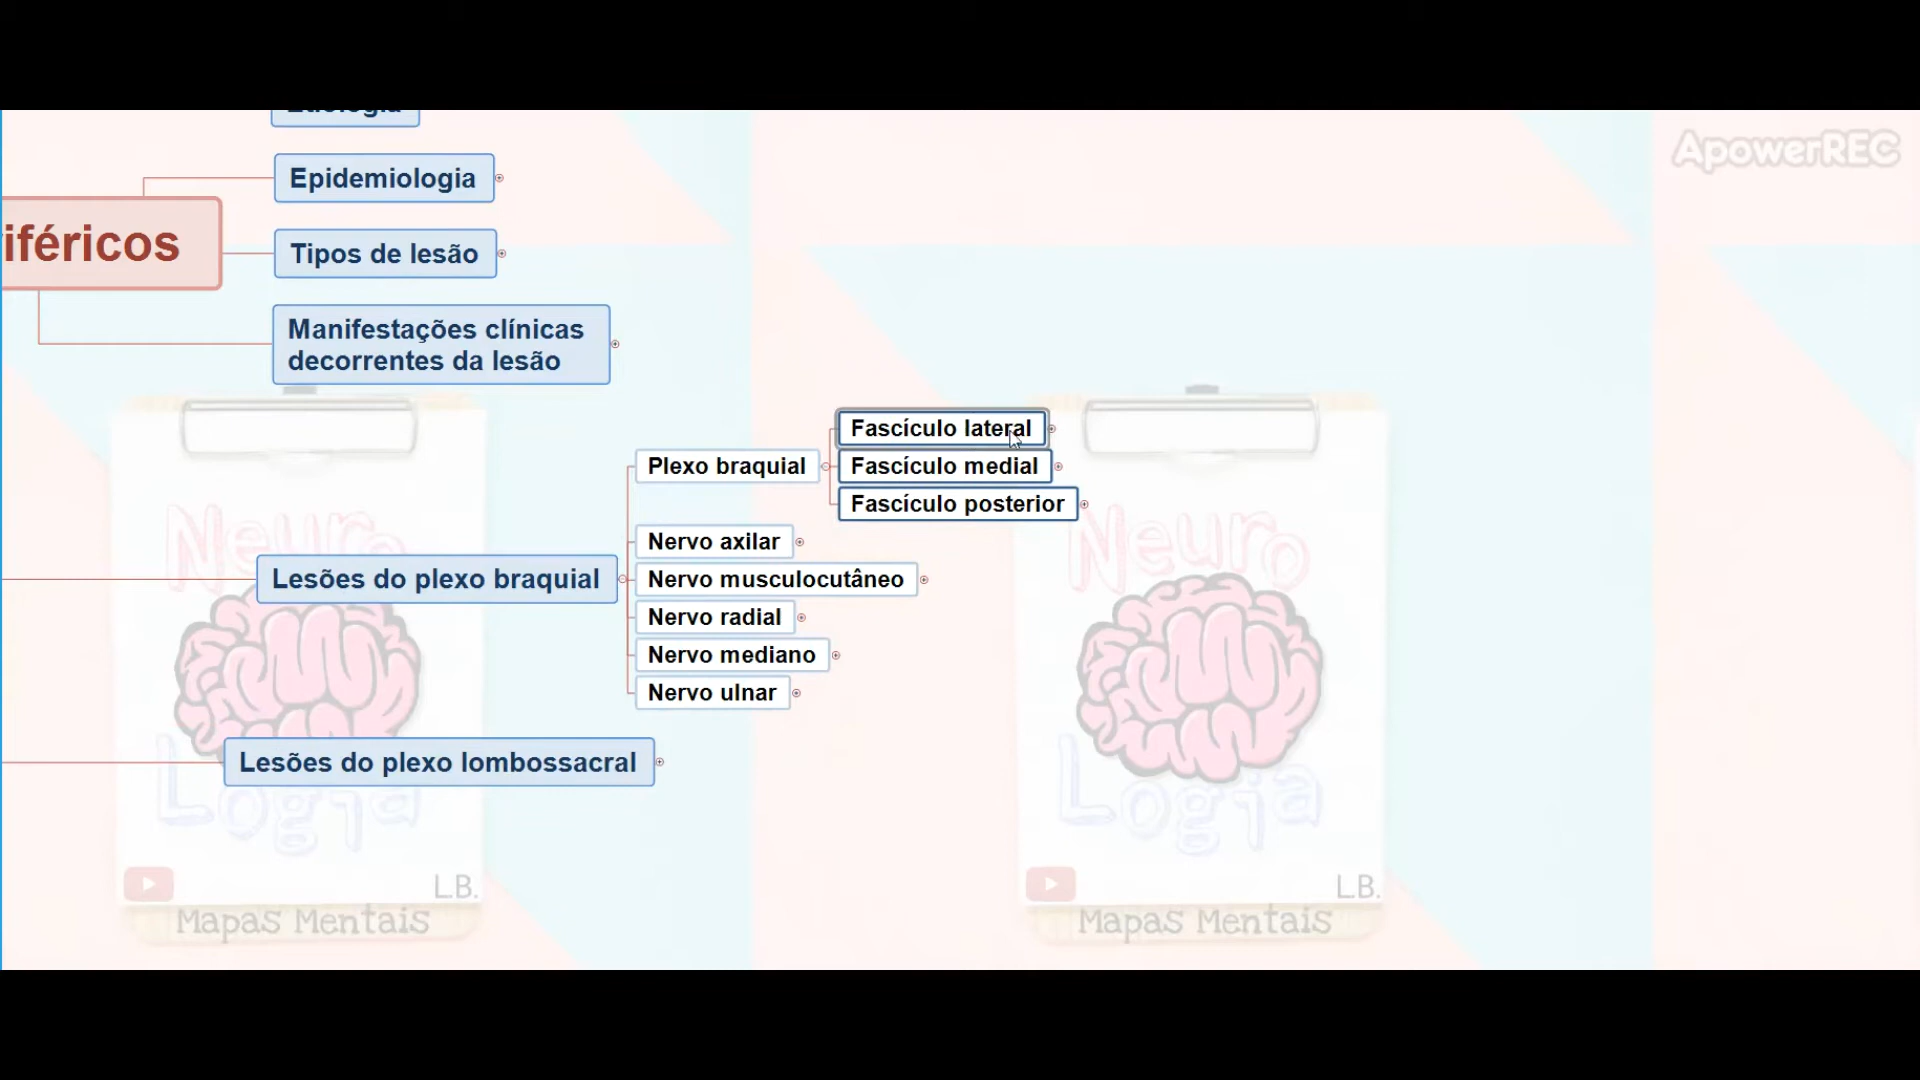 Etiologia
ApowerREC
Epidemiologia
iféricos
Tipos de lesão
Manifestações clínicas
decorrentes da lesão
Fascículo lateral
Plexo braquial
Fascículo medial
Fascículo posterior
Nervo axilar
Lesões do plexo braquial
Nervo musculocutâneo
Nervo radial
Nervo mediano
Nervo ulnar
Lesões do plexo lombossacral
Neuro
Logia
L.B.
Mapas Mentais
Neuro
Logia
L.B.
Mapas Mentais